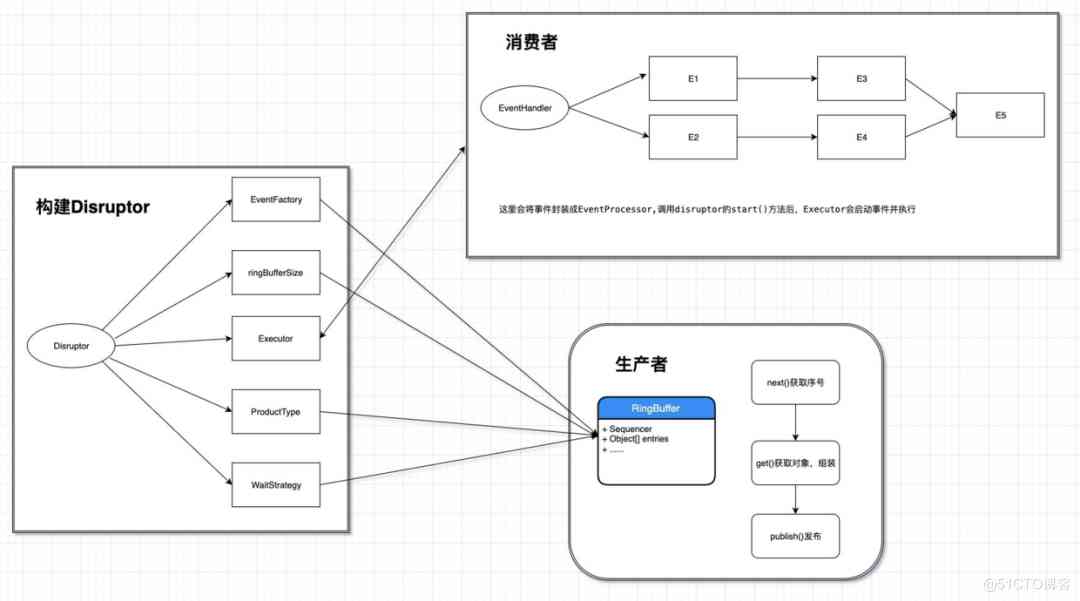 消费者
EventHandler
E1
E3
E2
E4
E5
这里会将事件封装成EventProcessor,调用disruptor的start()方法后, Executor会启动事件并执行
构建Disruptor
Disruptor
EventFactory
ringBufferSize
Executor
ProductType
WaitStrategy
生产者
RingBuffer
+ Sequencer
+ Object[] entries
+ ......
next()获取序号
get()获取对象, 组装
publish()发布
@51CTO博客